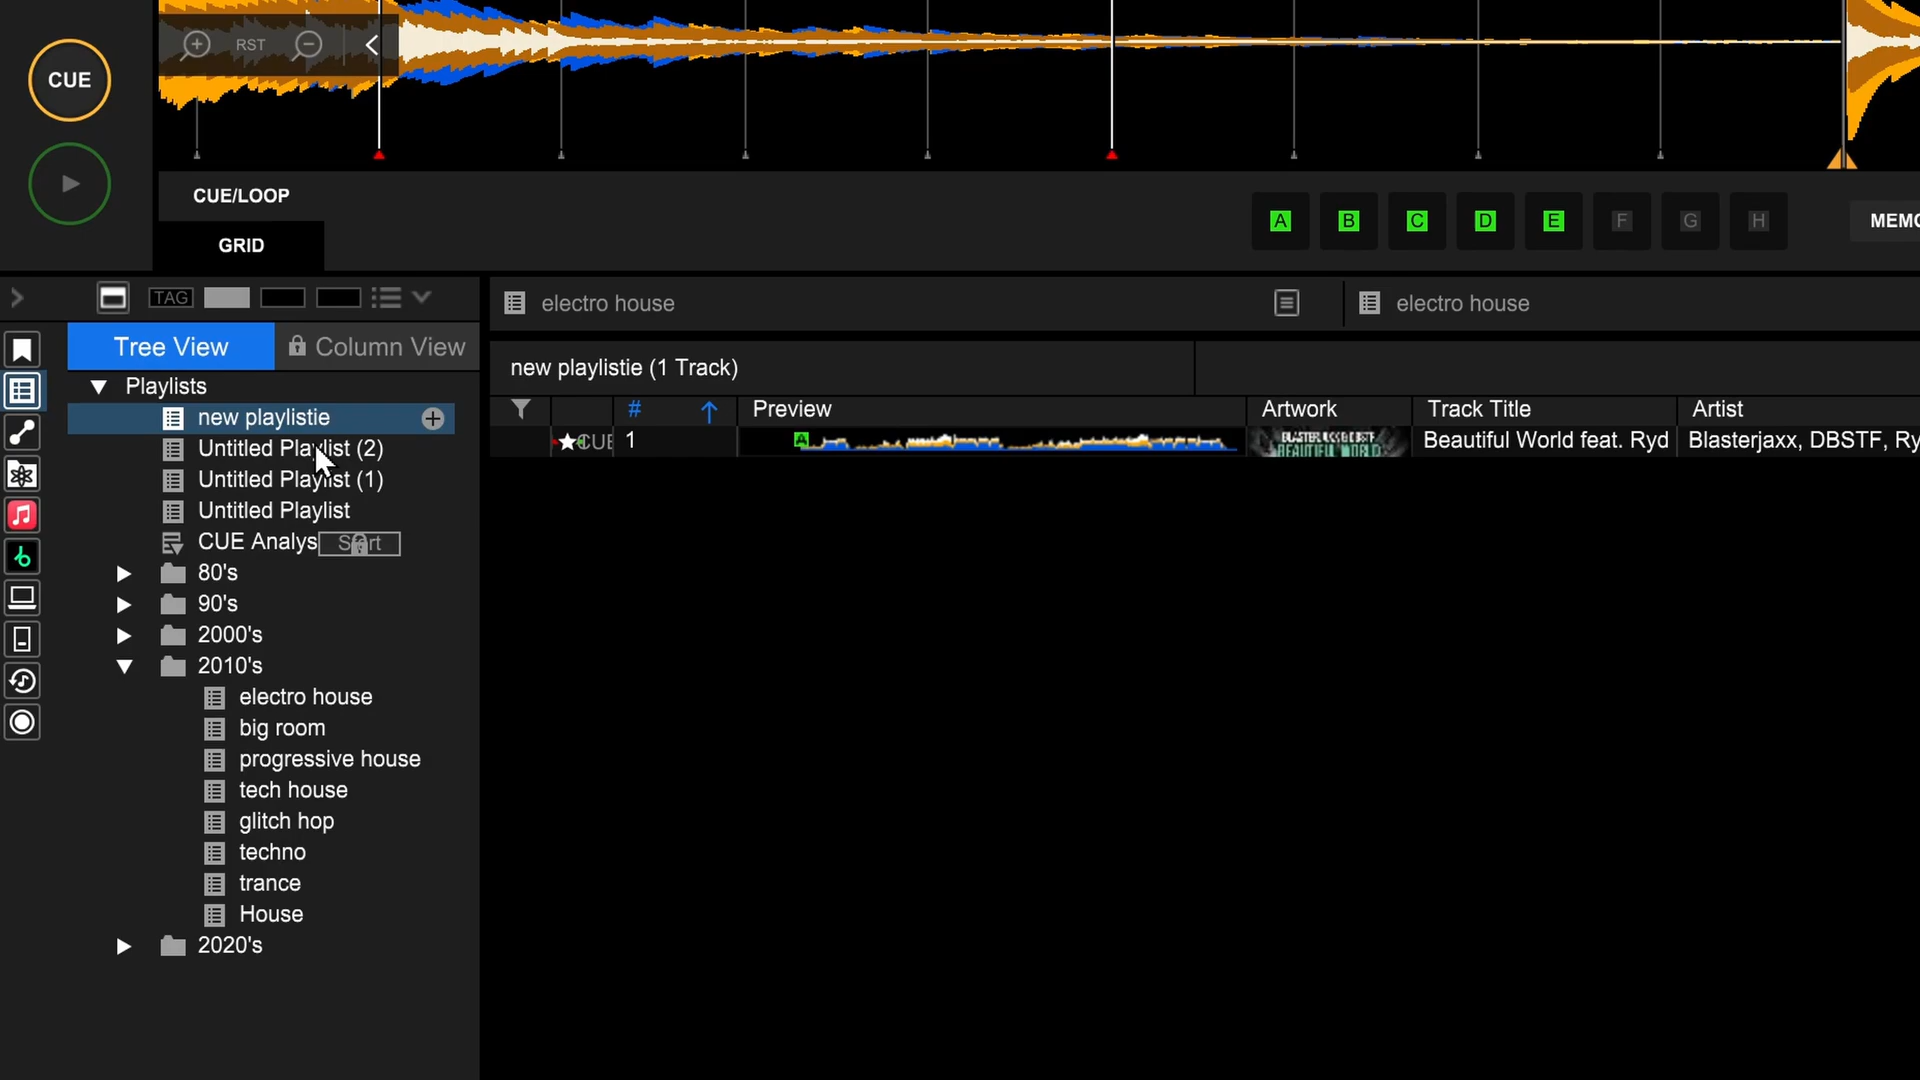 CUE
RST
CUE/LOOP
GRID
A B C D E F G H
TAG
Tree View
Column View
electro house
electro house
new playlistie (1 Track)
# Preview Artwork Track Title Artist
CUE 1 A BEAUTIFUL WORLD Beautiful World feat. Ryd Blasterjaxx, DBSTF, Ry
Playlists
new playlistie
Untitled Playlist (2)
Untitled Playlist (1)
Untitled Playlist
CUE Analys Start
80's
90's
2000's
2010's
electro house
big room
progressive house
tech house
glitch hop
techno
trance
House
2020's